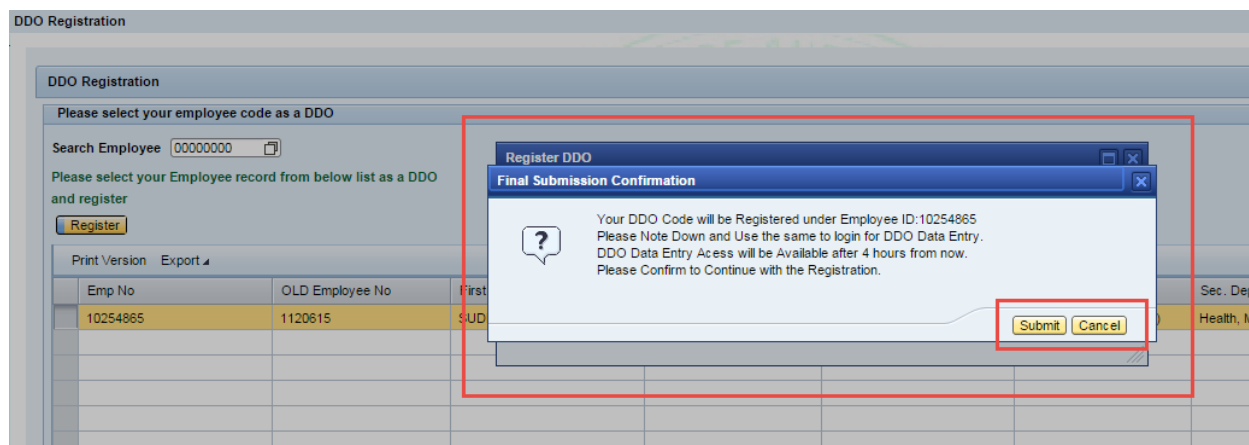 DDO Registration
DDO Registration
Please select your employee code as a DDO
Search Employee 00000000
Please select your Employee record from below list as a DDO
and register
Register
Print Version Export
Emp No OLD Employee No First Sec. De
10254865 1120615 SUD Health, M
Register DDO
Final Submission Confirmation
Your DDO Code will be Registered under Employee ID:10254865
Please Note Down and Use the same to login for DDO Data Entry.
DDO Data Entry Acess will be Available after 4 hours from now.
Please Confirm to Continue with the Registration.
?
Submit Cancel